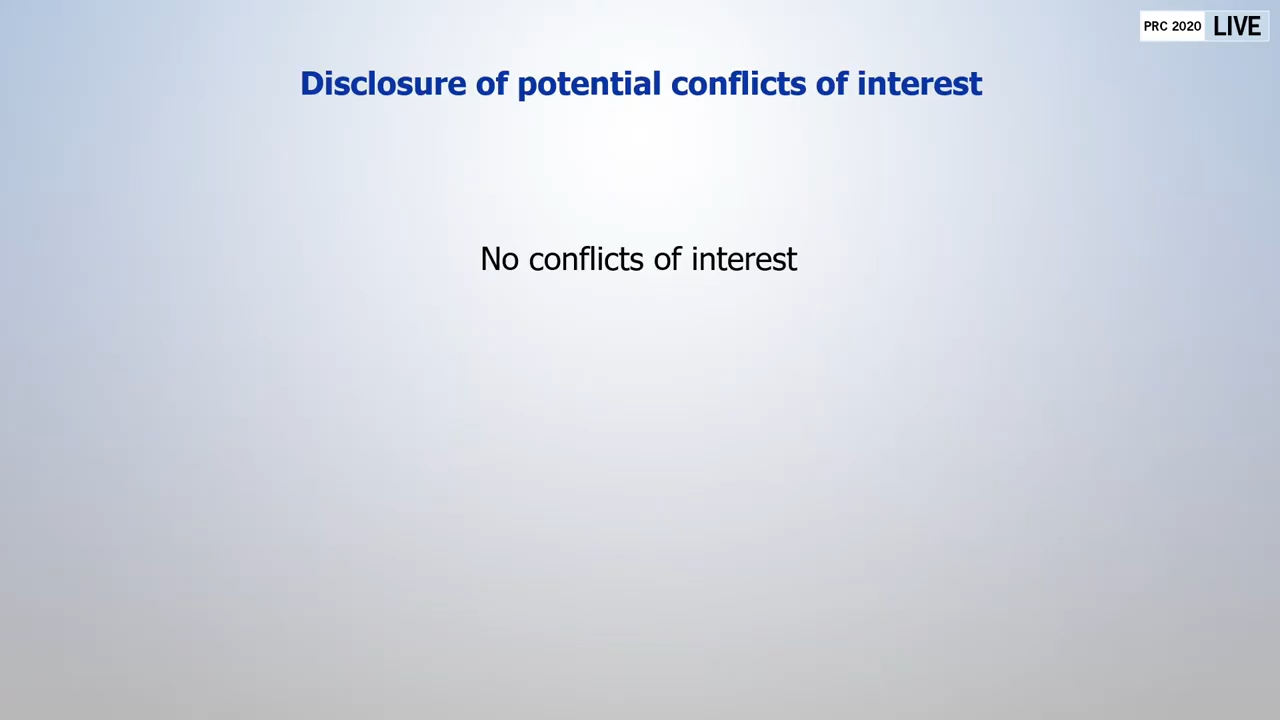 PRC 2020 LIVE
Disclosure of potential conflicts of interest
No conflicts of interest